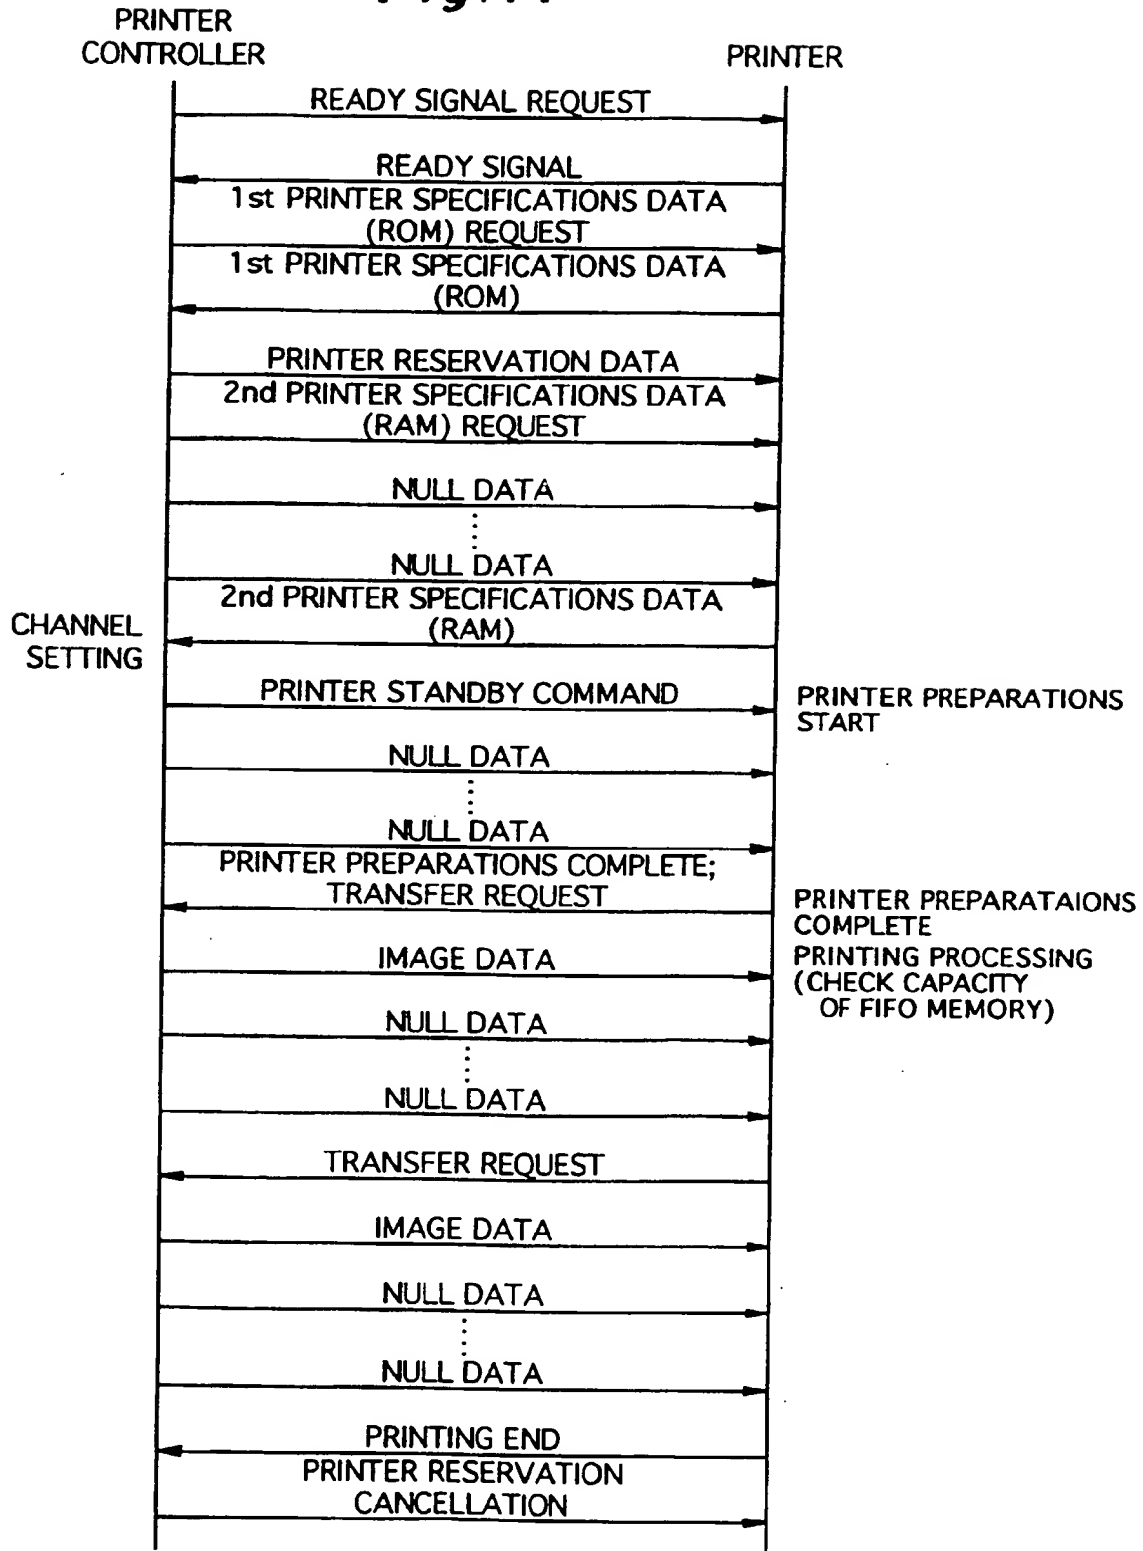 PRINTER
CONTROLLER
PRINTER
READY SIGNAL REQUEST
READY SIGNAL
1st PRINTER SPECIFICATIONS DATA
(ROM) REQUEST
1st PRINTER SPECIFICATIONS DATA
(ROM)
PRINTER RESERVATION DATA
2nd PRINTER SPECIFICATIONS DATA
(RAM) REQUEST
NULL DATA
NULL DATA
2nd PRINTER SPECIFICATIONS DATA
(RAM)
CHANNEL
SETTING
PRINTER STANDBY COMMAND
PRINTER PREPARATIONS
START
NULL DATA
NULL DATA
PRINTER PREPARATIONS COMPLETE;
TRANSFER REQUEST
PRINTER PREPARATAIONS
COMPLETE
IMAGE DATA
PRINTING PROCESSING
(CHECK CAPACITY
OF FIFO MEMORY)
NULL DATA
NULL DATA
TRANSFER REQUEST
IMAGE DATA
NULL DATA
NULL DATA
PRINTING END
PRINTER RESERVATION
CANCELLATION